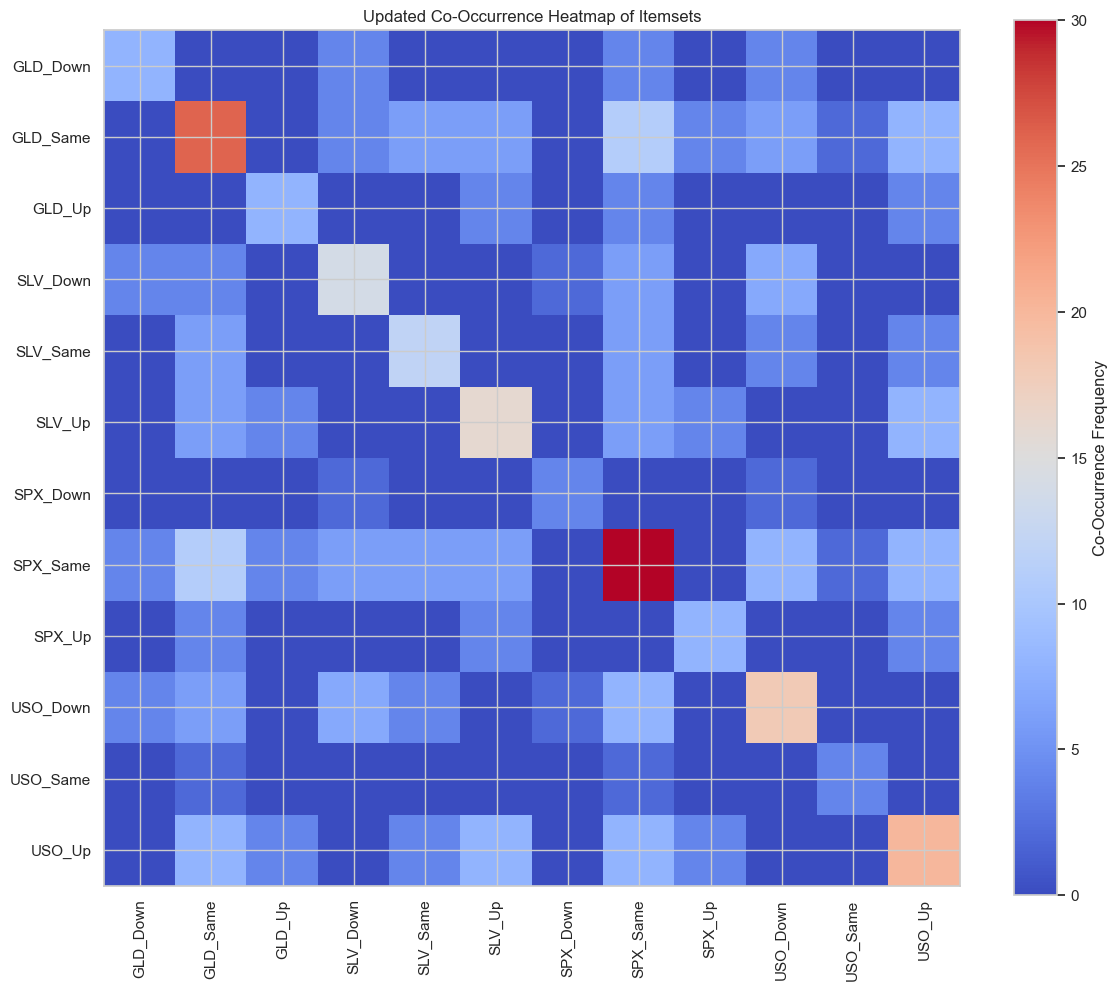 Updated Co-Occurrence Heatmap of Itemsets
GLD_Down
GLD_Same
GLD_Up
SLV_Down
SLV_Same
SLV_Up
SPX_Down
SPX_Same
SPX_Up
USO_Down
USO_Same
USO_Up
GLD_Down
GLD_Same
GLD_Up
SLV_Down
SLV_Same
SLV_Up
SPX_Down
SPX_Same
SPX_Up
USO_Down
USO_Same
USO_Up
30
25
20
15
10
5
0
Co-Occurrence Frequency